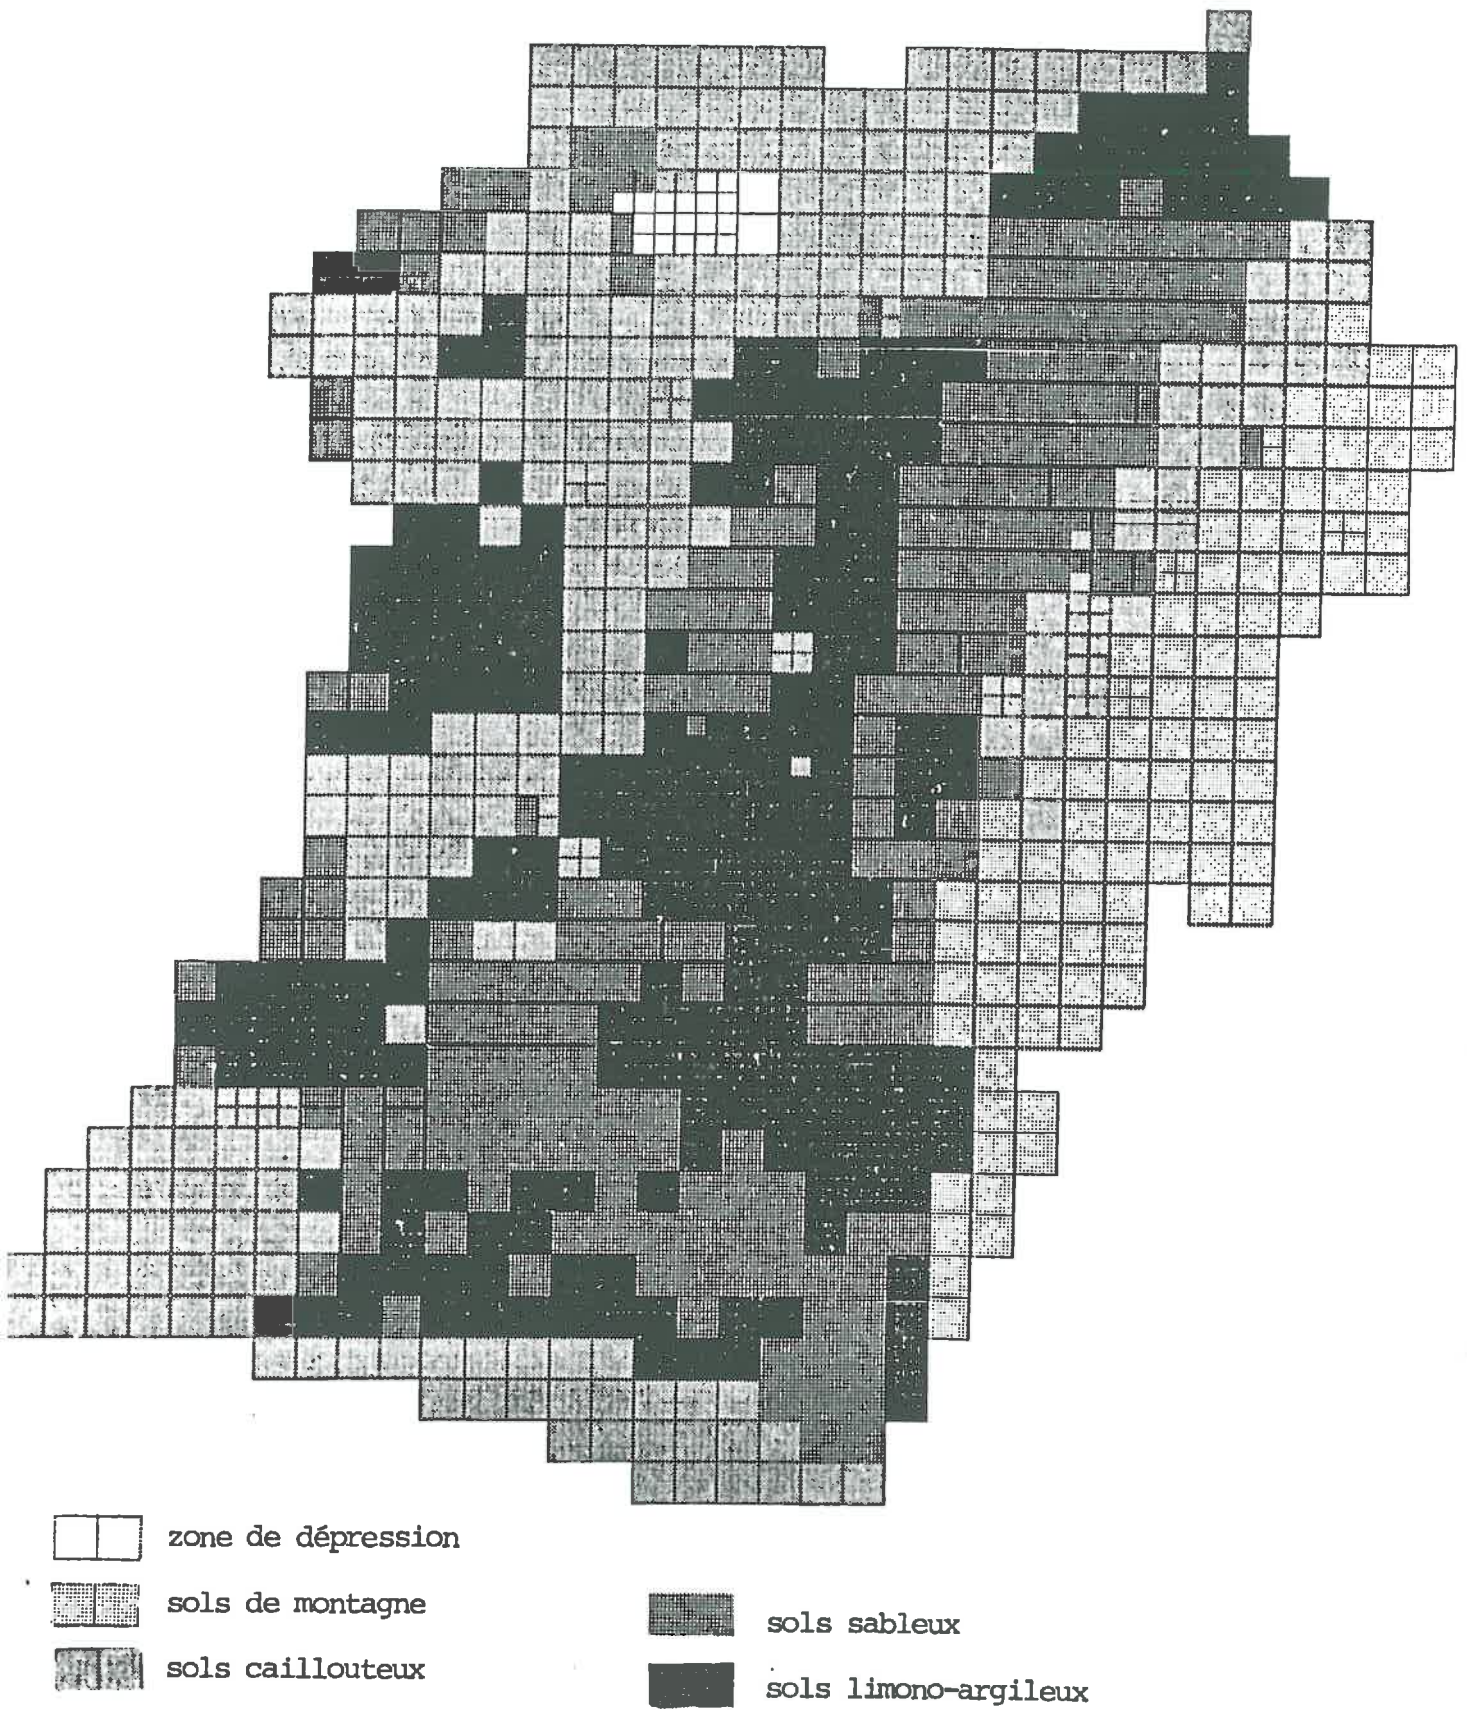 zone de dépression
sols de montagne
sols caillouteux
sols sableux
sols limono-argileux